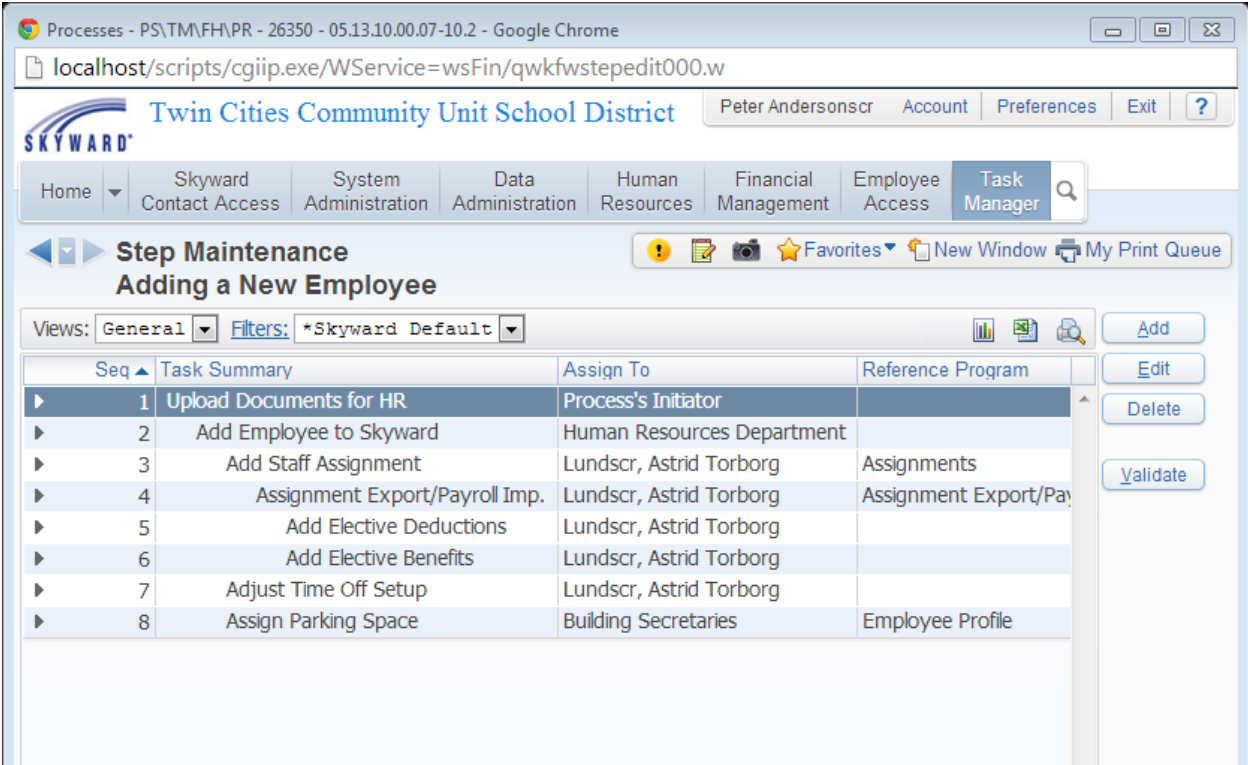 Processes - PS\TM\FH\PR - 26350 - 05.13.10.00.07-10.2 - Google Chrome
localhost/scripts/cgiip.exe/WService=wsFin/qwkfwstepedit000.w
SKYWARD
Twin Cities Community Unit School District
Peter Andersonscr Account Preferences Exit ?
Home Skyward Contact Access System Administration Data Administration Human Resources Financial Management Employee Access Task Manager
Step Maintenance
Adding a New Employee
Favorites New Window My Print Queue
Views: General Filters: *Skyward Default
Add
Edit
Delete
Validate
Seq Task Summary Assign To Reference Program
1 Upload Documents for HR Process's Initiator
2 Add Employee to Skyward Human Resources Department
3 Add Staff Assignment Lundscr, Astrid Torborg Assignments
4 Assignment Export/Payroll Imp. Lundscr, Astrid Torborg Assignment Export/Pay
5 Add Elective Deductions Lundscr, Astrid Torborg
6 Add Elective Benefits Lundscr, Astrid Torborg
7 Adjust Time Off Setup Lundscr, Astrid Torborg
8 Assign Parking Space Building Secretaries Employee Profile